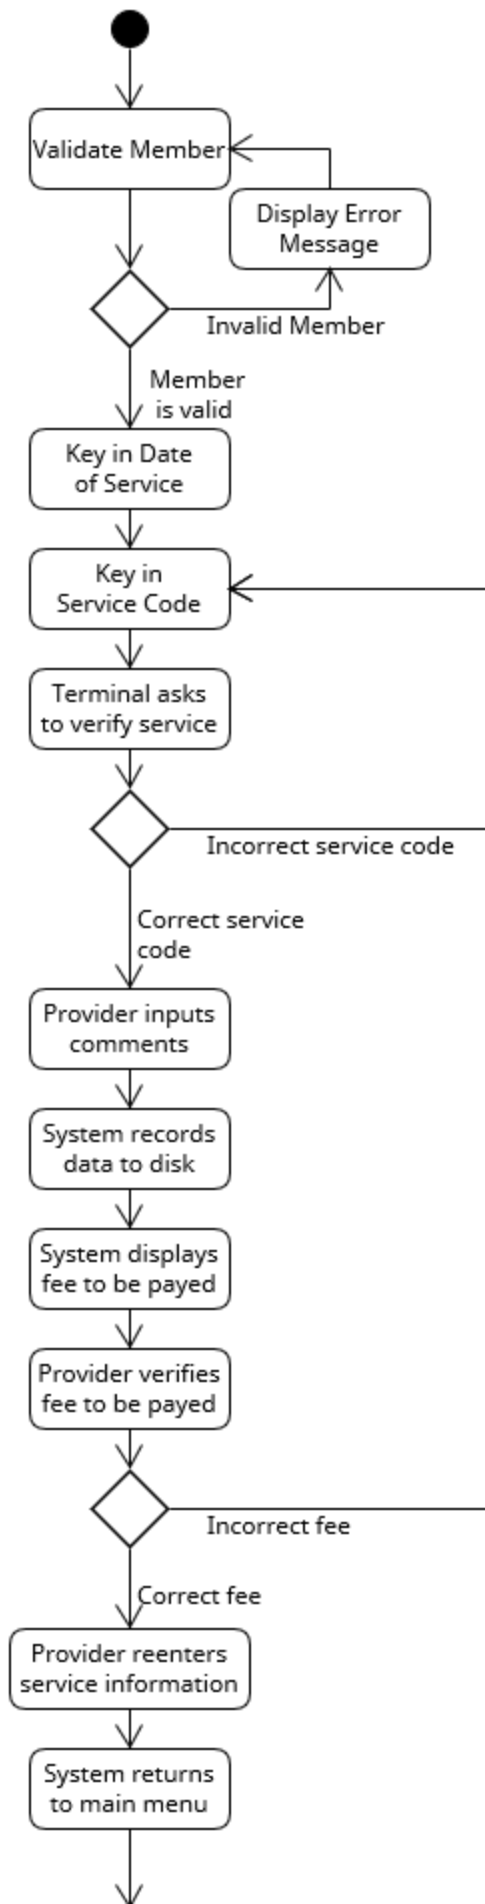 Validate Member
Display Error
Message
Invalid Member
Member
is valid
Key in Date
of Service
Key in
Service Code
Terminal asks
to verify service
Incorrect service code
Correct service
code
Provider inputs
comments
System records
data to disk
System displays
fee to be payed
Provider verifies
fee to be payed
Incorrect fee
Correct fee
Provider reenters
service information
System returns
to main menu